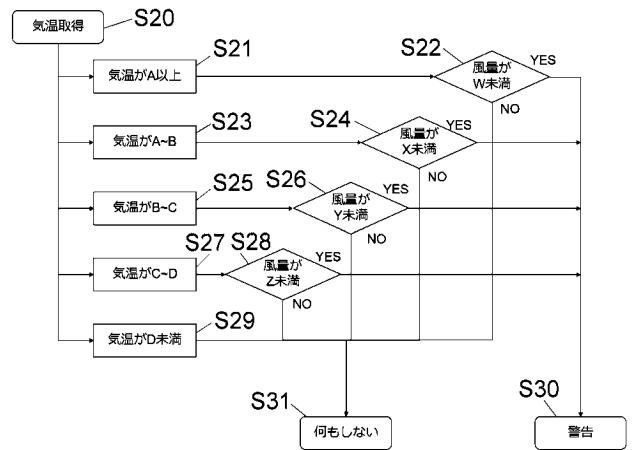 気温取得
S20
S21
気温がA以上
S22
風量が
W未満
YES
NO
S23
気温がA~B
S24
風量が
X未満
YES
NO
S25
気温がB~C
S26
風量が
Y未満
YES
NO
S27
気温がC~D
S28
風量が
Z未満
YES
NO
S29
気温がD未満
S31
何もしない
S30
警告